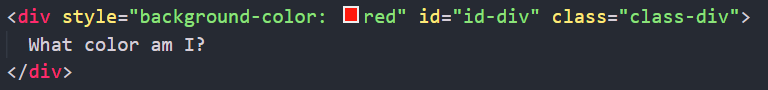 <div style="background-color: red" id="id-div" class="class-div">
What color am I?
</div>